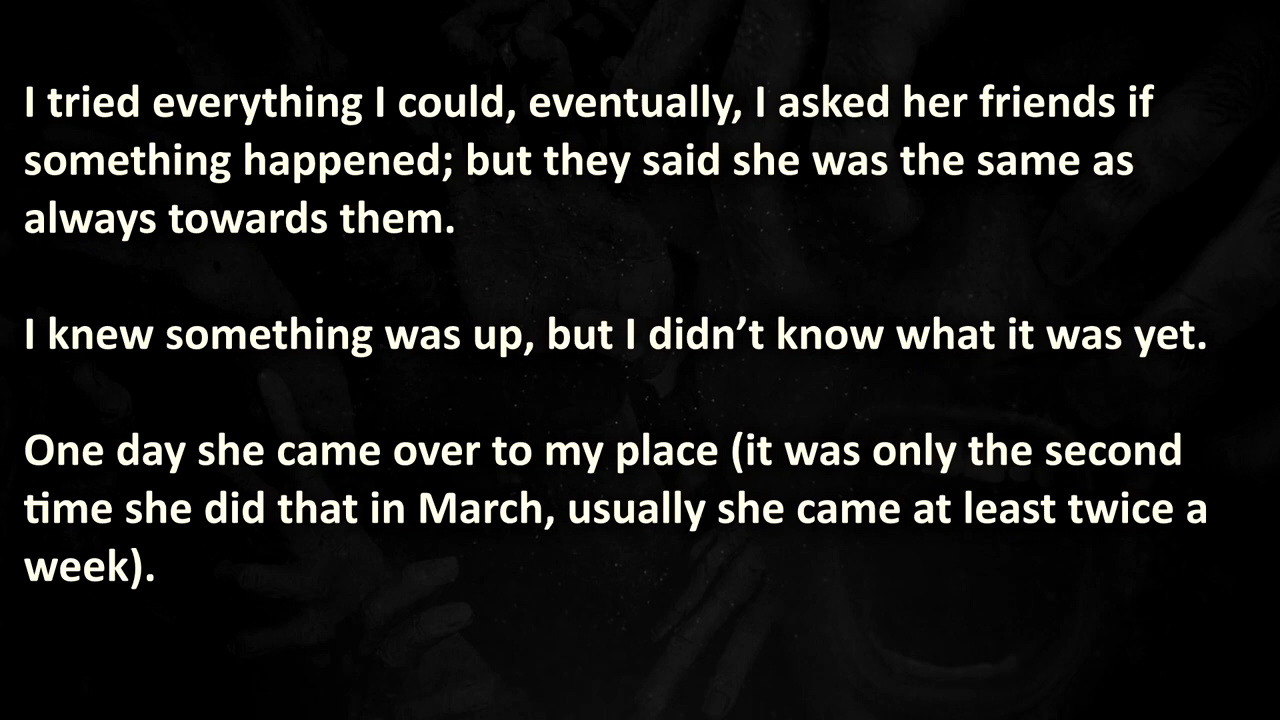 I tried everything I could, eventually, I asked her friends if
something happened; but they said she was the same as
always towards them.
I knew something was up, but I didn’t know what it was yet.
One day she came over to my place (it was only the second
time she did that in March, usually she came at least twice a
week).